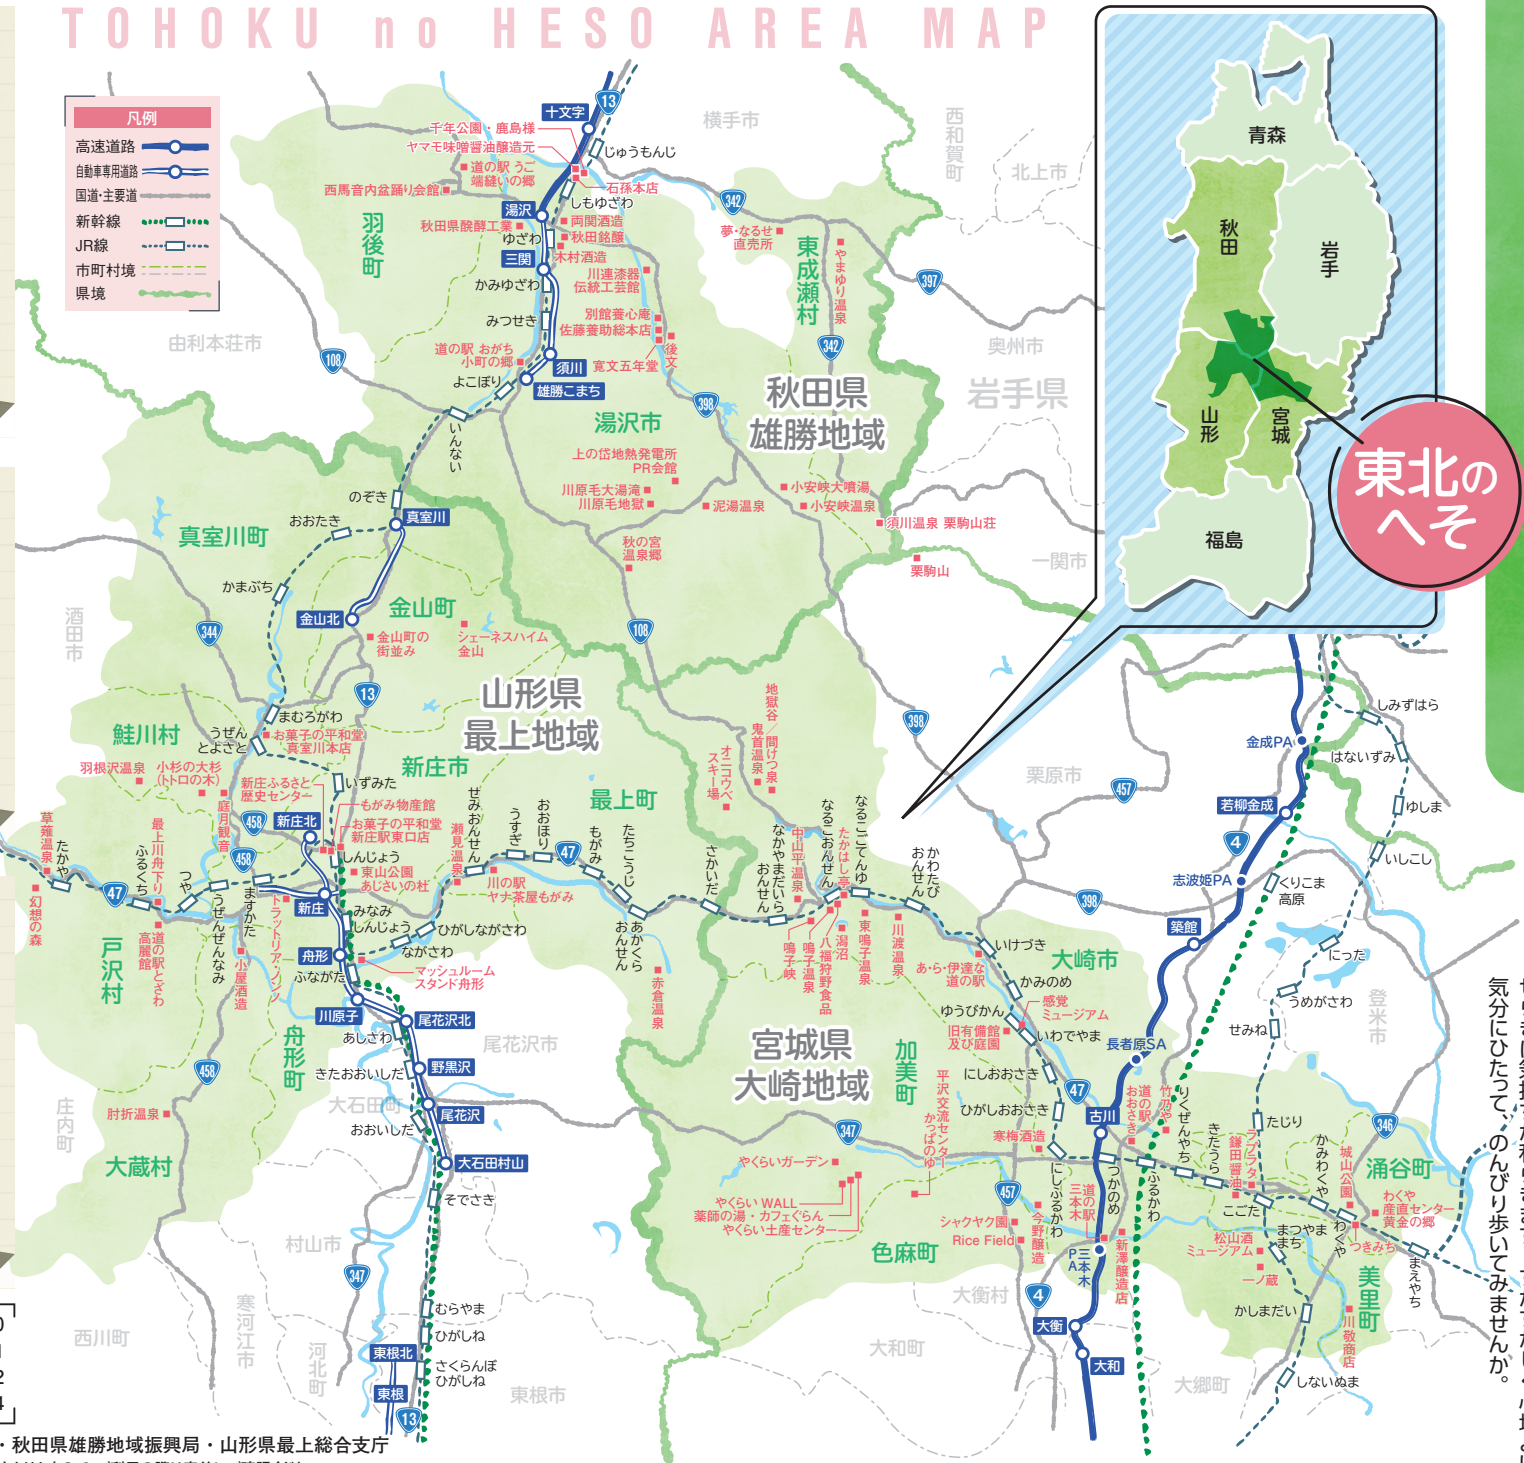 TOHOKU no HESO AREA MAP
凡例
高速道路
自動車専用道路
国道・主要道
新幹線
JR線
市町村境
県境
青森
秋田
岩手
山形
宮城
福島
東北の
へそ
秋田県
雄勝地域
山形県
最上地域
宮城県
大崎地域
岩手県
横手市
西和賀町
北上市
奥州市
一関市
由利本荘市
酒田市
栗原市
登米市
尾花沢市
大石田町
庄内町
村山市
西川町
寒河江市
河北町
東根市
大衡村
大和町
大郷町
羽後町
東成瀬村
湯沢市
真室川町
金山町
鮭川村
新庄市
最上町
戸沢村
舟形町
大蔵村
大崎市
加美町
色麻町
涌谷町
美里町
十文字
13
千年公園・鹿島様
ヤマモ味噌醤油醸造元
じゅうもんじ
道の駅 うご
端縫いの郷
西馬音内盆踊り会館
石孫本店
しもゆざわ
湯沢
秋田県醗酵工業
両関酒造
秋田銘醸
ゆざわ
木村酒造
三関
川連漆器
伝統工芸館
かみゆざわ
みつせき
別館養心庵
佐藤養助総本店
後文
寛文五年堂
道の駅 おがち
小町の郷
須川
よこぼり
雄勝こまち
いんない
342
夢・なるせ
直売所
やまゆり温泉
397
342
108
398
上の岱地熱発電所
PR会館
川原毛大湯滝
川原毛地獄
泥湯温泉
小安峡大噴湯
小安峡温泉
須川温泉 栗駒山荘
栗駒山
秋の宮
温泉郷
のぞき
真室川
おおたき
かまぶち
金山北
344
金山町の
街並み
シェーネスハイム
金山
108
13
まむろがわ
お菓子の平和堂
真室川本店
うぜん
とよさと
羽根沢温泉
小杉の大杉
(トトロの木)
庭月観音
新庄ふるさと
歴史センター
いずみた
もがみ物産館
お菓子の平和堂
新庄駅東口店
新庄北
458
458
しんじょう
東山公園
あじさいの杜
草薙温泉
たかや
最上川舟下り
ふるくち
つや
47
幻想の森
道の駅とざわ
高麗館
うぜんぜんなみ
ますかた
トラットリア・ノンノ
小屋酒造
新庄
みなみ
しんじょう
舟形
ふながた
ながさわ
ひがしながさわ
マッシュルーム
スタンド舟形
川原子
尾花沢北
あしさわ
きたおおいしだ
野黒沢
尾花沢
おおいしだ
大石田村山
458
肘折温泉
そでさき
347
むらやま
ひがしね
東根北
さくらんぼ
ひがしね
東根
13
瀬見温泉
せみおんせん
うすぎ
おおほり
47
もがみ
たちこうじ
川の駅
ヤナ茶屋もがみ
あかくら
おんせん
赤倉温泉
さかいだ
オニコウベ
スキー場
鬼首温泉
地獄谷/間けつ泉
なかやまだいら
おんせん
中山平温泉
なるこおんせん
たかはし亭
なるこごてんゆ
かわたび
おんせん
398
457
鳴子峡
鳴子温泉
八福狩野食品
潟沼
東鳴子温泉
川渡温泉
398
いけづき
あ・ら・伊達な
道の駅
かみのめ
感覚
ミュージアム
ゆうびかん
旧有備館
及び庭園
いわでやま
にしおおさき
ひがしおおさき
寒梅酒造
平沢交流センター
かっぱのゆ
347
やくらいガーデン
やくらい WALL
薬師の湯・カフェぐらん
やくらい土産センター
シャクヤク園
Rice Field
457
今野醸造
にしふるかわ
47
古川
長者原SA
道の駅
おおさき
竹乃や
りくぜんやち
きたうら
ふるかわ
つかのめ
道の駅
三本木
三本木
PA
新澤醸造店
4
大衡
大和
金成PA
若柳金成
4
志波姫PA
築館
くりこま
高原
しみずはら
はないずみ
ゆしま
いしこし
にった
うめがさわ
せみね
たじり
ラプラタ
鎌田醤油
こごた
かみわくや
城山公園
346
わくや
産直センター
黄金の郷
わくや
つきみち
まえやち
まつやま
まち
松山酒
ミュージアム
一ノ蔵
かしまだい
川敬商店
しないぬま
気分にひたって、のんびり歩いてみませんか。
・秋田県雄勝地域振興局・山形県最上総合支庁